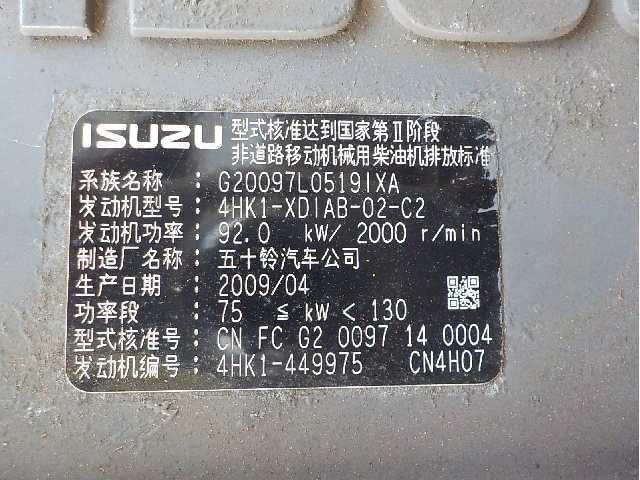 ISUZU 型式核准达到国家第Ⅱ阶段
非道路移动机械用柴油机排放标准
系族名称 : G20097L0519IXA
发动机型号: 4HK1-XDIAB-02-C2
发动机功率: 92.0 kW/ 2000 r/min
制造厂名称: 五十铃汽车公司
生产日期 : 2009/04
功率段 : 75 ≦ kW < 130
型式核准号: CN FC G2 0097 14 0004
发动机编号: 4HK1-449975 CN4H07